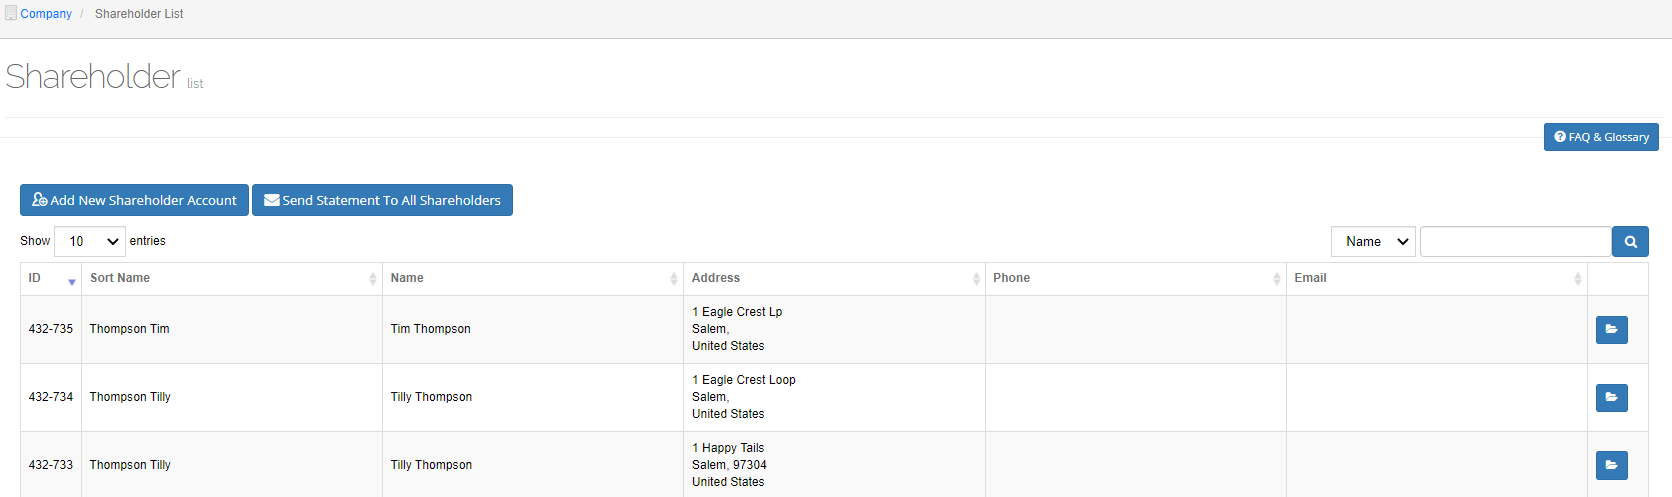 Company / Shareholder List
Shareholder list
FAQ & Glossary
Add New Shareholder Account Send Statement To All Shareholders
Show 10 entries Name
ID Sort Name Name Address Phone Email
432-735 Thompson Tim Tim Thompson 1 Eagle Crest Lp
Salem,
United States
432-734 Thompson Tilly Tilly Thompson 1 Eagle Crest Loop
Salem,
United States
432-733 Thompson Tilly Tilly Thompson 1 Happy Tails
Salem, 97304
United States